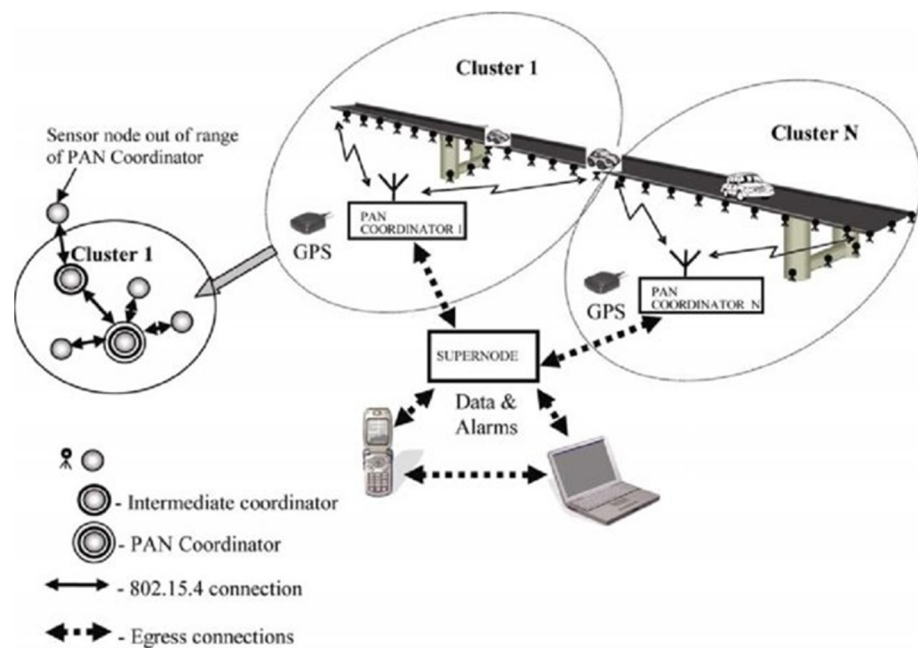 Cluster 1
Cluster N
Sensor node out of range
of PAN Coordinator
PAN
COORDINATOR 1
GPS
Cluster 1
PAN
COORDINATOR N
GPS
SUPERNODE
Data &
Alarms
- Intermediate coordinator
- PAN Coordinator
- 802.15.4 connection
- Egress connections